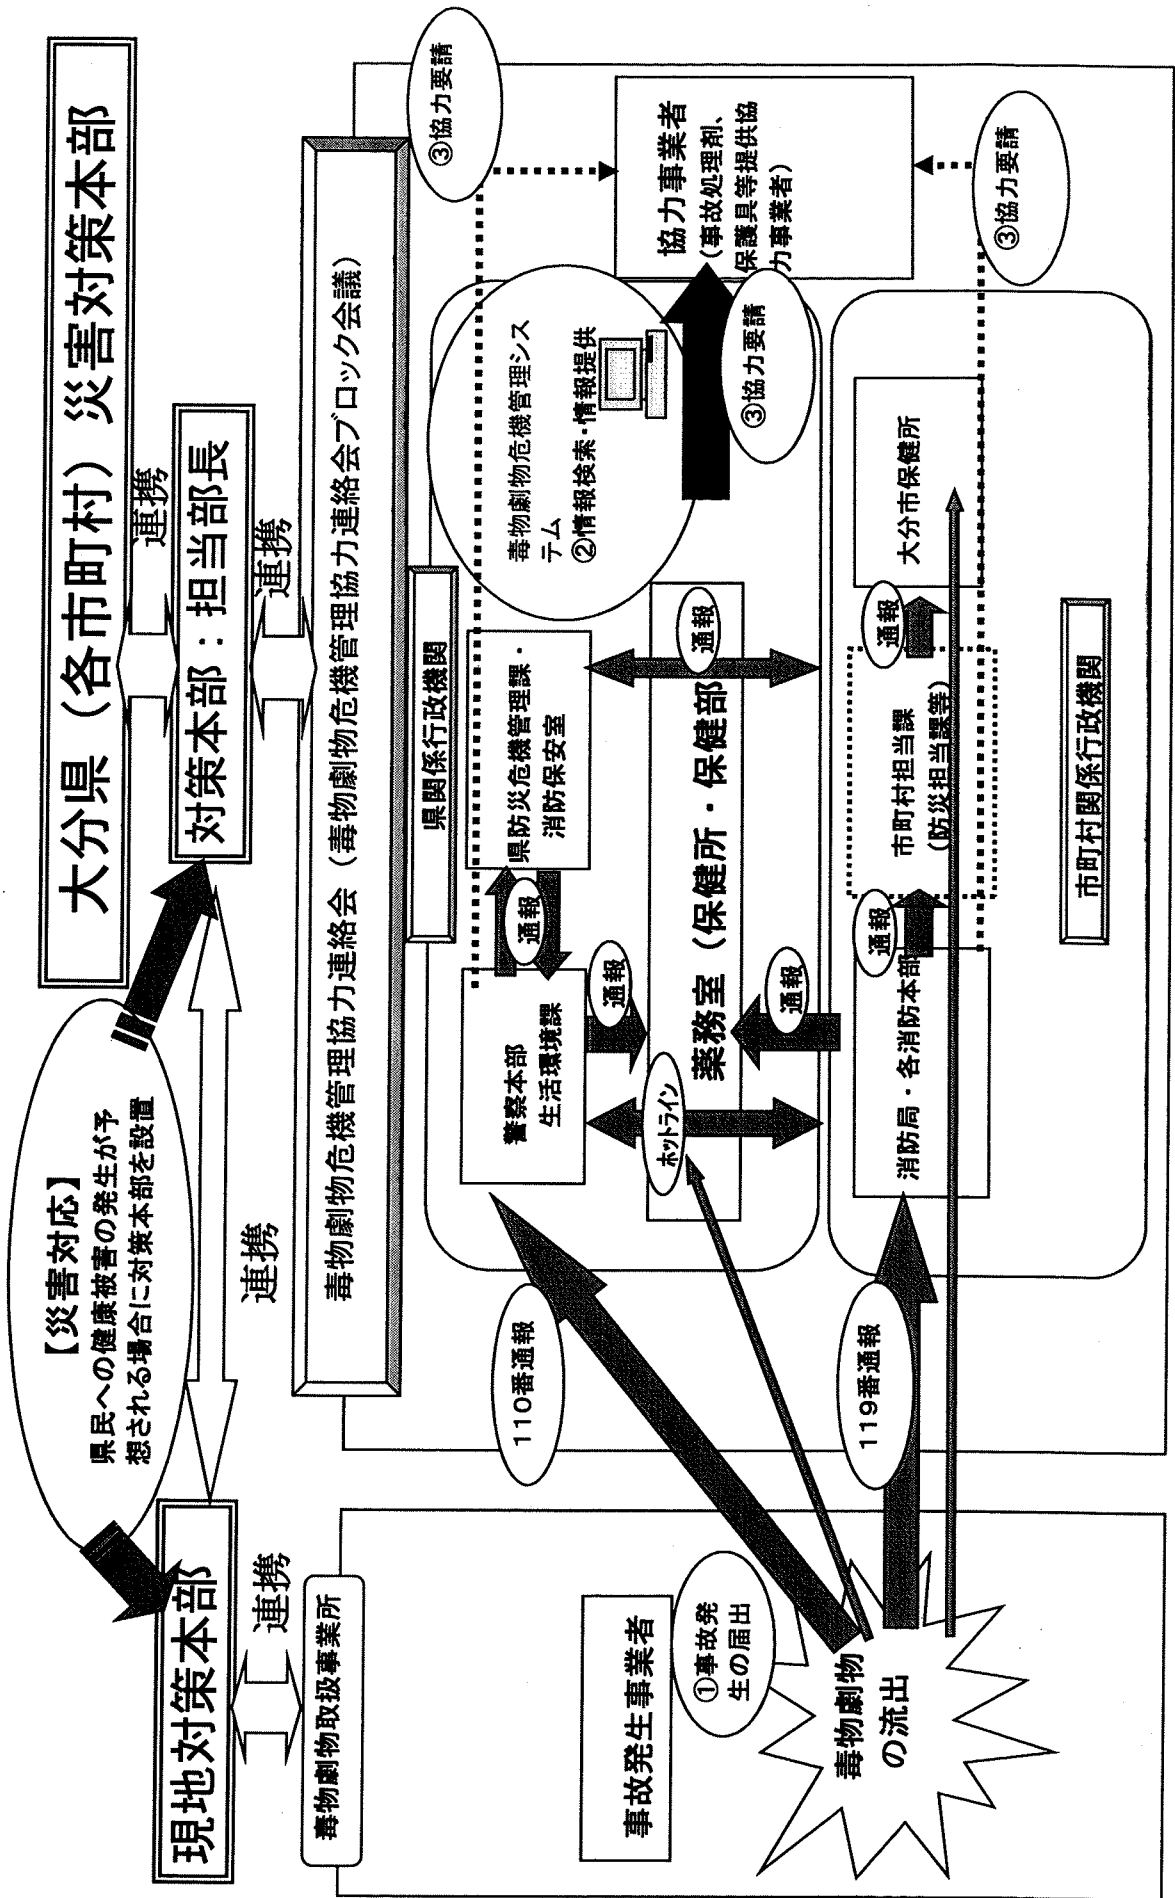 大分県（各市町村）災害対策本部
連携
対策本部：担当部長
連携
【災害対応】
県民への健康被害の発生が予
想される場合に対策本部を設置
現地対策本部
連携
連携
毒物劇物取扱事業所
毒物劇物危機管理協力連絡会（毒物劇物危機管理協力連絡会ブロック会議）
事故発生事業者
①事故発
生の届出
毒物劇物
の流出
110番通報
119番通報
県関係行政機関
警察本部
生活環境課
通報
県防災危機管理課・
消防保安室
通報
通報
ホットライン
薬務室（保健所・保健部）
通報
毒物劇物危機管理シス
テム
②情報検索・情報提供
③協力要請
③協力要請
協力事業者
（事故処理剤、
保護具等提供協
力事業者）
③協力要請
消防局・各消防本部
通報
市町村担当課
（防災担当課等）
通報
大分市保健所
市町村関係行政機関